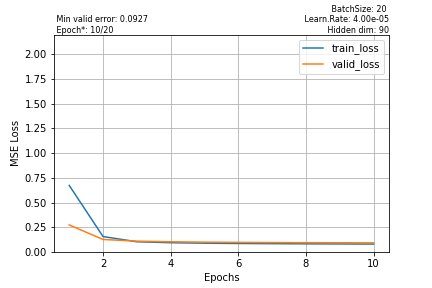 BatchSize: 20
Min valid error: 0.0927 Learn.Rate: 4.00e-05
Epoch*: 10/20 Hidden dim: 90
train_loss
valid_loss
2.00
1.75
1.50
1.25
1.00
0.75
0.50
0.25
0.00
MSE Loss
2 4 6 8 10
Epochs